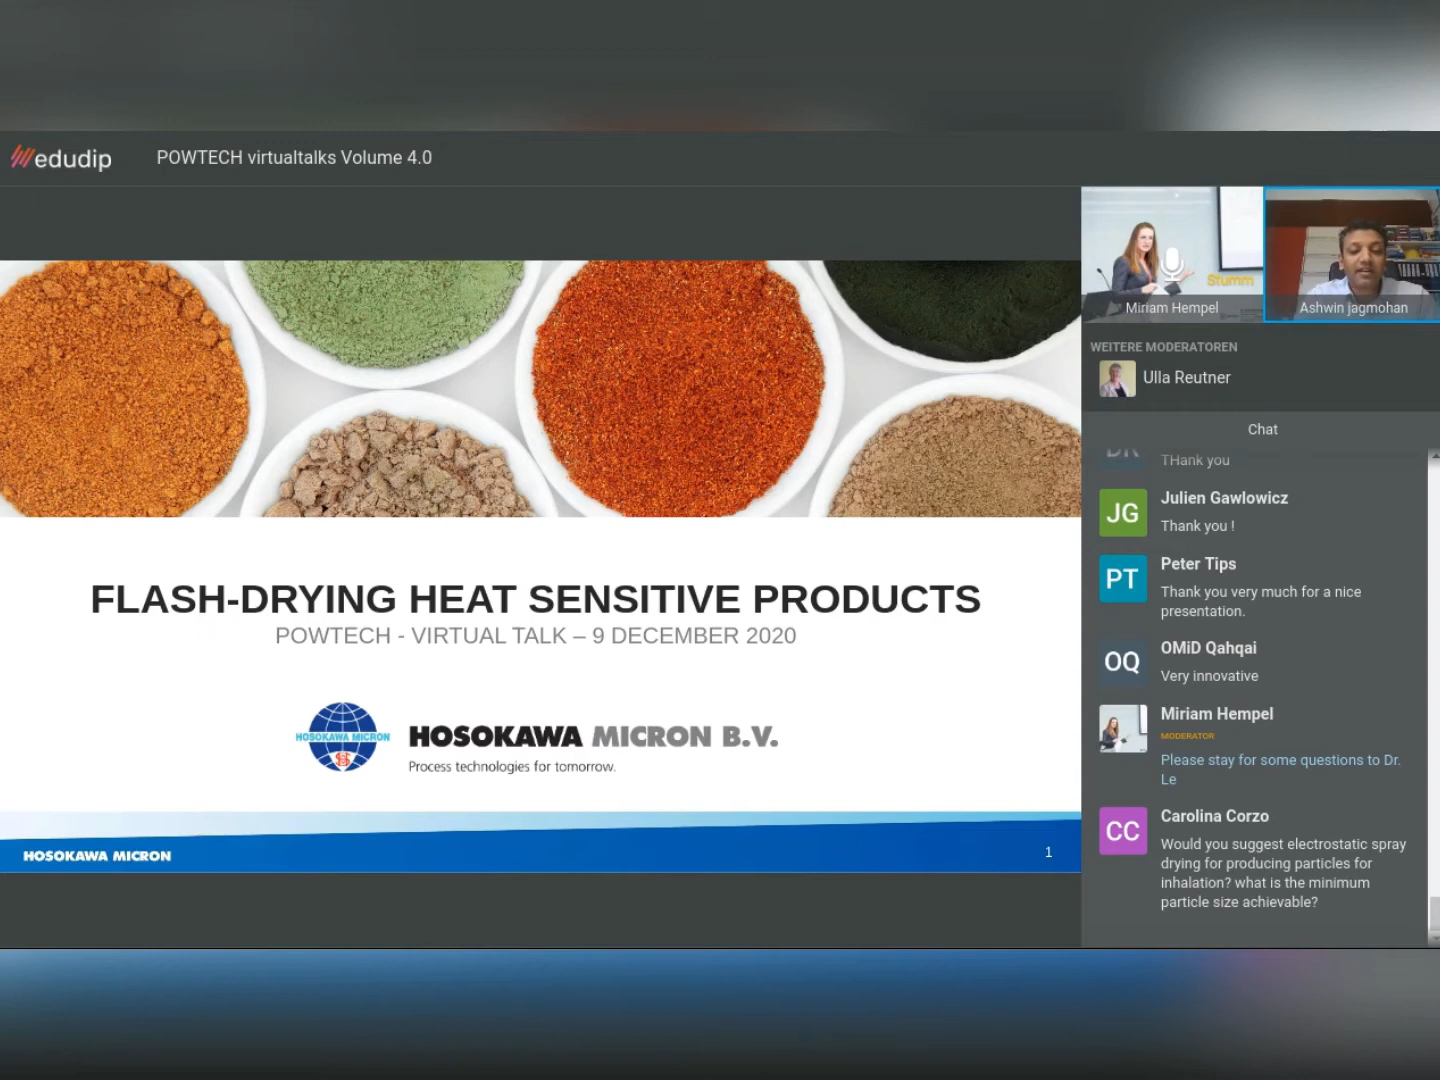 edudip
POWTECH virtualtalks Volume 4.0
FLASH-DRYING HEAT SENSITIVE PRODUCTS
POWTECH - VIRTUAL TALK – 9 DECEMBER 2020
HOSOKAWA MICRON
HOSOKAWA MICRON B.V.
Process technologies for tomorrow.
HOSOKAWA MICRON
1
Stumm
Miriam Hempel
Ashwin jagmohan
WEITERE MODERATOREN
Ulla Reutner
Chat
THank you
JG
Julien Gawlowicz
Thank you !
PT
Peter Tips
Thank you very much for a nice
presentation.
OQ
OMiD Qahqai
Very innovative
Miriam Hempel
MODERATOR
Please stay for some questions to Dr.
Le
CC
Carolina Corzo
Would you suggest electrostatic spray
drying for producing particles for
inhalation? what is the minimum
particle size achievable?